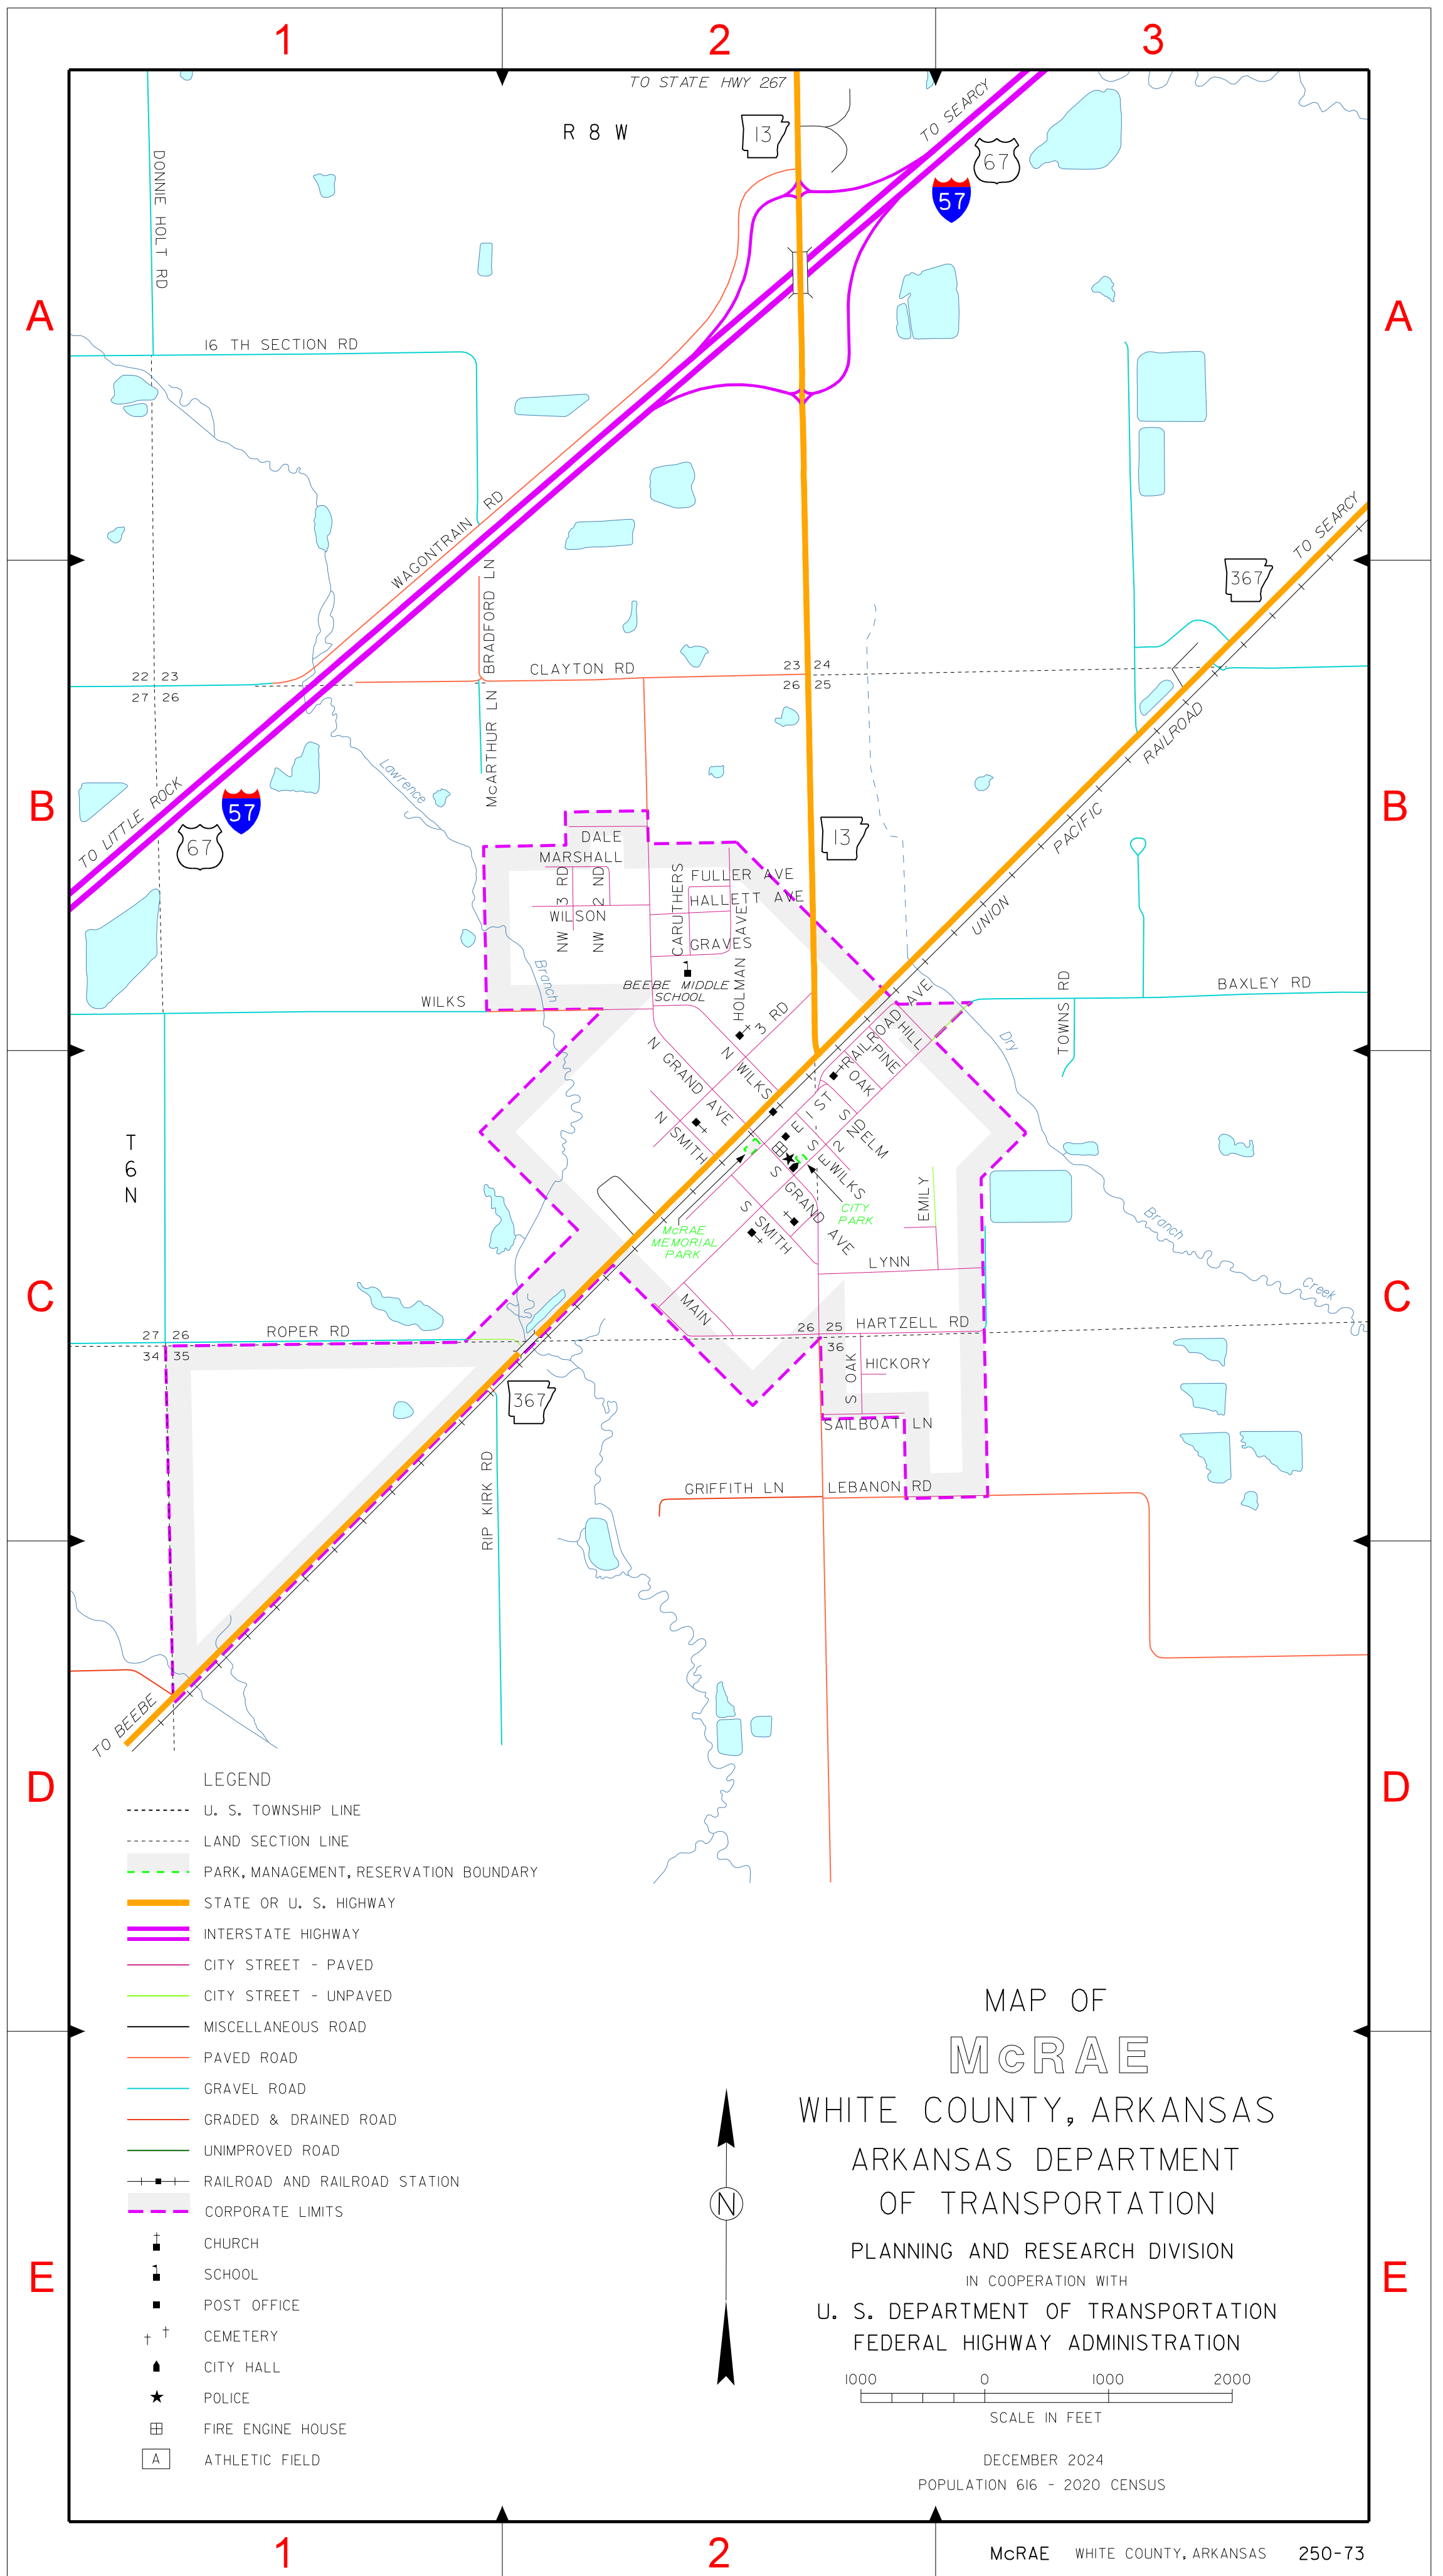 1
2
3
TO STATE HWY 267
R 8 W
13
TO SEARCY
67
57
DONNIE HOLT RD
A
A
16 TH SECTION RD
WAGONTRAIN RD
TO SEARCY
367
BRADFORD LN
CLAYTON RD
22 23
27 26
23 24
26 25
McARTHUR LN
RAILROAD
PACIFIC
UNION
Lawrence
B
B
TO LITTLE ROCK
57
67
13
DALE
MARSHALL
NW 3 RD
NW 2 ND
WILSON
CARUTHERS
FULLER AVE
HALLETT AVE
GRAVES
HOLMAN AVE
BEEBE MIDDLE
SCHOOL
Branch
WILKS
BAXLEY RD
TOWNS RD
Dry
3 RD
N WILKS
N GRAND AVE
N SMITH
RAILROAD AVE
HILL
PINE
OAK
E 1 ST
S ELM
E 2 ND
S WILKS
S GRAND AVE
S SMITH
CITY
PARK
McRAE
MEMORIAL
PARK
EMILY
Branch
Creek
T
6
N
LYNN
MAIN
C
C
27 26
34 35
ROPER RD
26 25
36
HARTZELL RD
S OAK
HICKORY
SAILBOAT LN
367
RIP KIRK RD
GRIFFITH LN
LEBANON RD
TO BEEBE
D
D
LEGEND
U. S. TOWNSHIP LINE
LAND SECTION LINE
PARK, MANAGEMENT, RESERVATION BOUNDARY
STATE OR U. S. HIGHWAY
INTERSTATE HIGHWAY
CITY STREET - PAVED
CITY STREET - UNPAVED
MISCELLANEOUS ROAD
PAVED ROAD
GRAVEL ROAD
GRADED & DRAINED ROAD
UNIMPROVED ROAD
RAILROAD AND RAILROAD STATION
CORPORATE LIMITS
CHURCH
SCHOOL
POST OFFICE
CEMETERY
CITY HALL
POLICE
FIRE ENGINE HOUSE
A ATHLETIC FIELD
E
E
N
MAP OF
McRAE
WHITE COUNTY, ARKANSAS
ARKANSAS DEPARTMENT
OF TRANSPORTATION
PLANNING AND RESEARCH DIVISION
IN COOPERATION WITH
U. S. DEPARTMENT OF TRANSPORTATION
FEDERAL HIGHWAY ADMINISTRATION
1000 0 1000 2000
SCALE IN FEET
DECEMBER 2024
POPULATION 616 - 2020 CENSUS
1
2
McRAE WHITE COUNTY, ARKANSAS 250-73